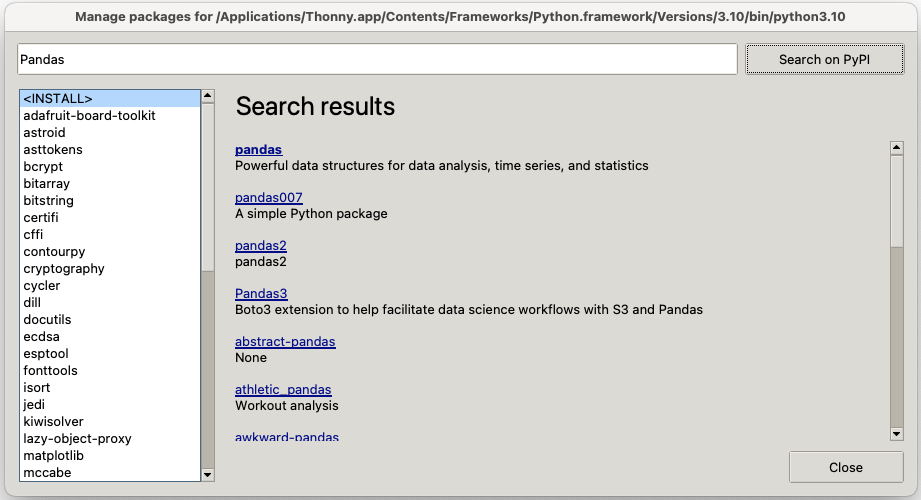 Manage packages for /Applications/Thonny.app/Contents/Frameworks/Python.framework/Versions/3.10/bin/python3.10
Pandas
Search on PyPI
<INSTALL>
adafruit-board-toolkit
astroid
asttokens
bcrypt
bitarray
bitstring
certifi
cffi
contourpy
cryptography
cycler
dill
docutils
ecdsa
esptool
fonttools
isort
jedi
kiwisolver
lazy-object-proxy
matplotlib
mccabe
Search results
pandas
Powerful data structures for data analysis, time series, and statistics
pandas007
A simple Python package
pandas2
pandas2
Pandas3
Boto3 extension to help facilitate data science workflows with S3 and Pandas
abstract-pandas
None
athletic_pandas
Workout analysis
awkward-pandas
Close